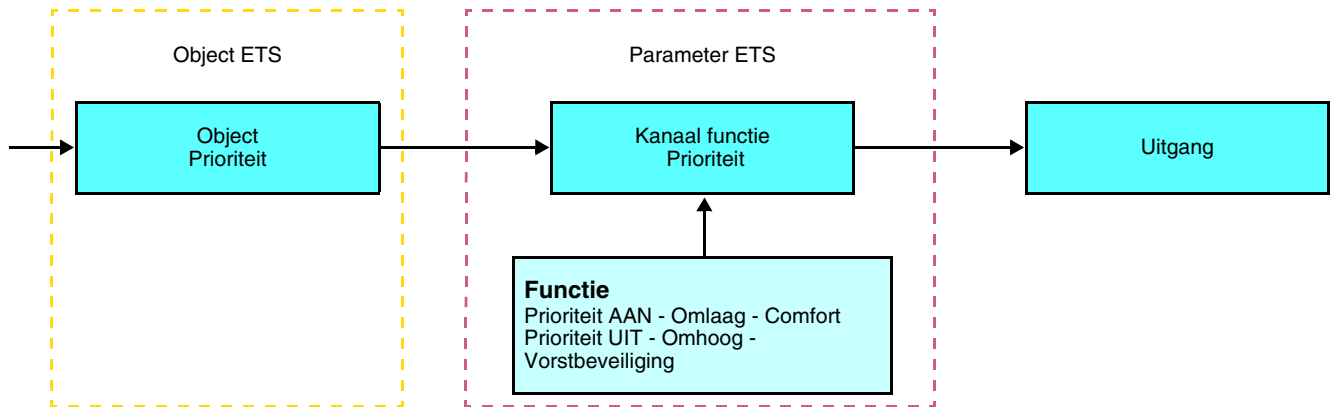 Object ETS
Parameter ETS
Object
Prioriteit
Kanaal functie
Prioriteit
Uitgang
Functie
Prioriteit AAN - Omlaag - Comfort
Prioriteit UIT - Omhoog -
Vorstbeveiliging